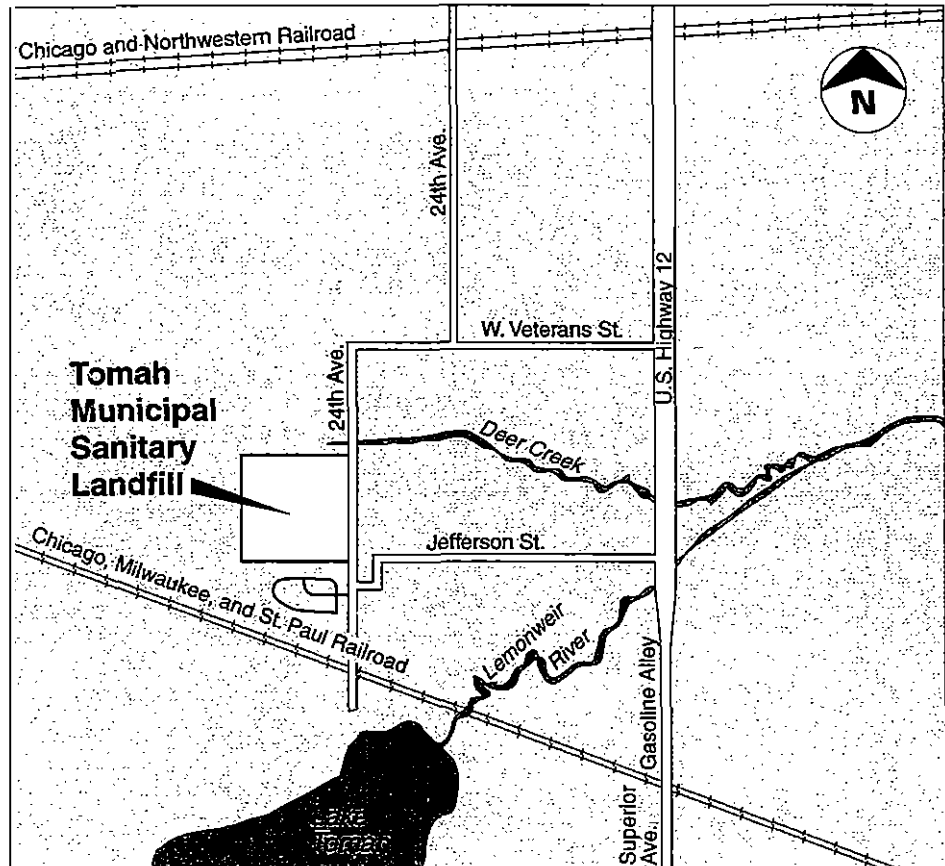 Chicago and Northwestern Railroad
N
24th Ave.
U.S. Highway 12
W. Veterans St.
24th Ave.
Tomah
Municipal
Sanitary
Landfill
Deer Creek
Jefferson St.
Chicago, Milwaukee, and St. Paul Railroad
Lemonweir
River
Gasoline Alley
Superior
Ave.
Lake